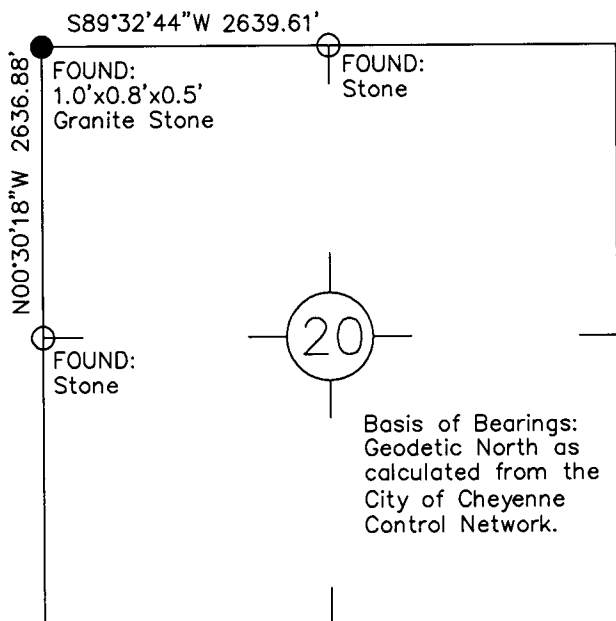 S89°32'44"W 2639.61'
FOUND:
1.0'x0.8'x0.5'
Granite Stone
FOUND:
Stone
N00°30'18"W 2636.88'
FOUND:
Stone
20
Basis of Bearings:
Geodetic North as
calculated from the
City of Cheyenne
Control Network.